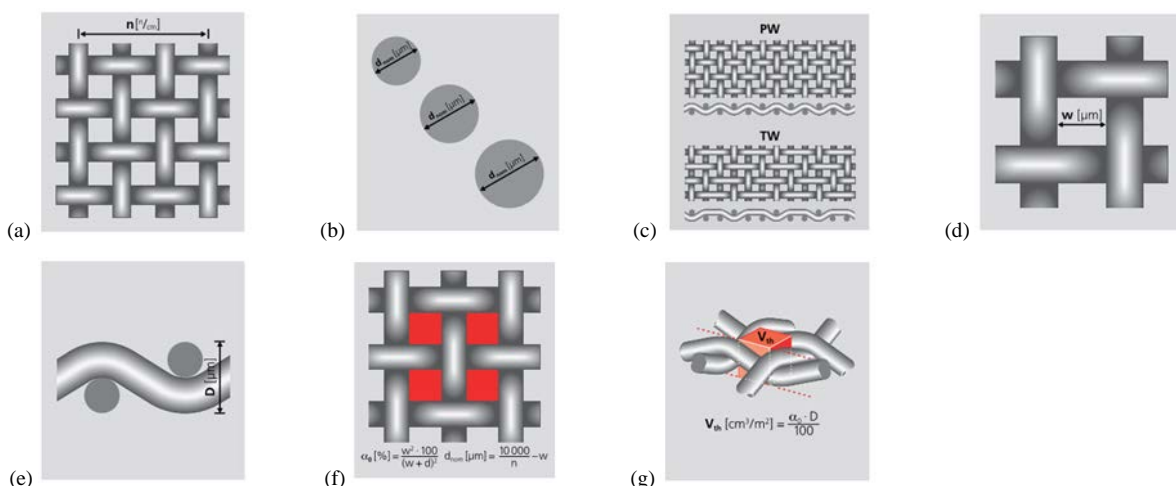 n[ⁿ/cm]
(a)
d_nom [µm]
d_nom [µm]
d_nom [µm]
(b)
PW
TW
(c)
w [µm]
(d)
D [µm]
(e)
α₀ [%] = w² · 100 / (w + d)² d_nom [µm] = 10 000 / n − w
(f)
V_th
V_th [cm³/m²] = α₀ · D / 100
(g)